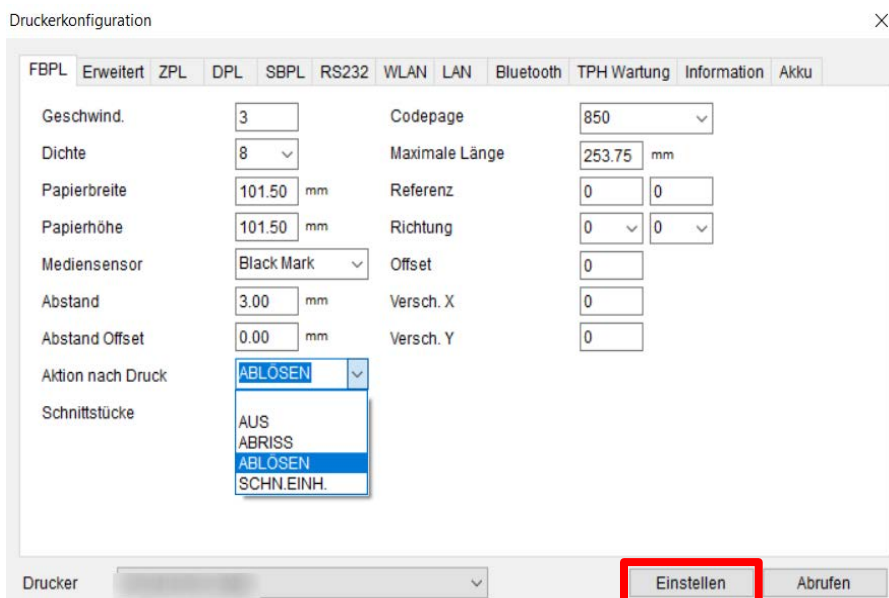 Druckerkonfiguration
FBPL Erweitert ZPL DPL SBPL RS232 WLAN LAN Bluetooth TPH Wartung Information Akku
Geschwind. 3 Codepage 850
Dichte 8 Maximale Länge 253.75 mm
Papierbreite 101.50 mm Referenz 0 0
Papierhöhe 101.50 mm Richtung 0 0
Mediensensor Black Mark Offset 0
Abstand 3.00 mm Versch. X 0
Abstand Offset 0.00 mm Versch. Y 0
Aktion nach Druck ABLÖSEN
Schnittstücke
AUS
ABRISS
ABLÖSEN
SCHN.EINH.
Drucker Einstellen Abrufen